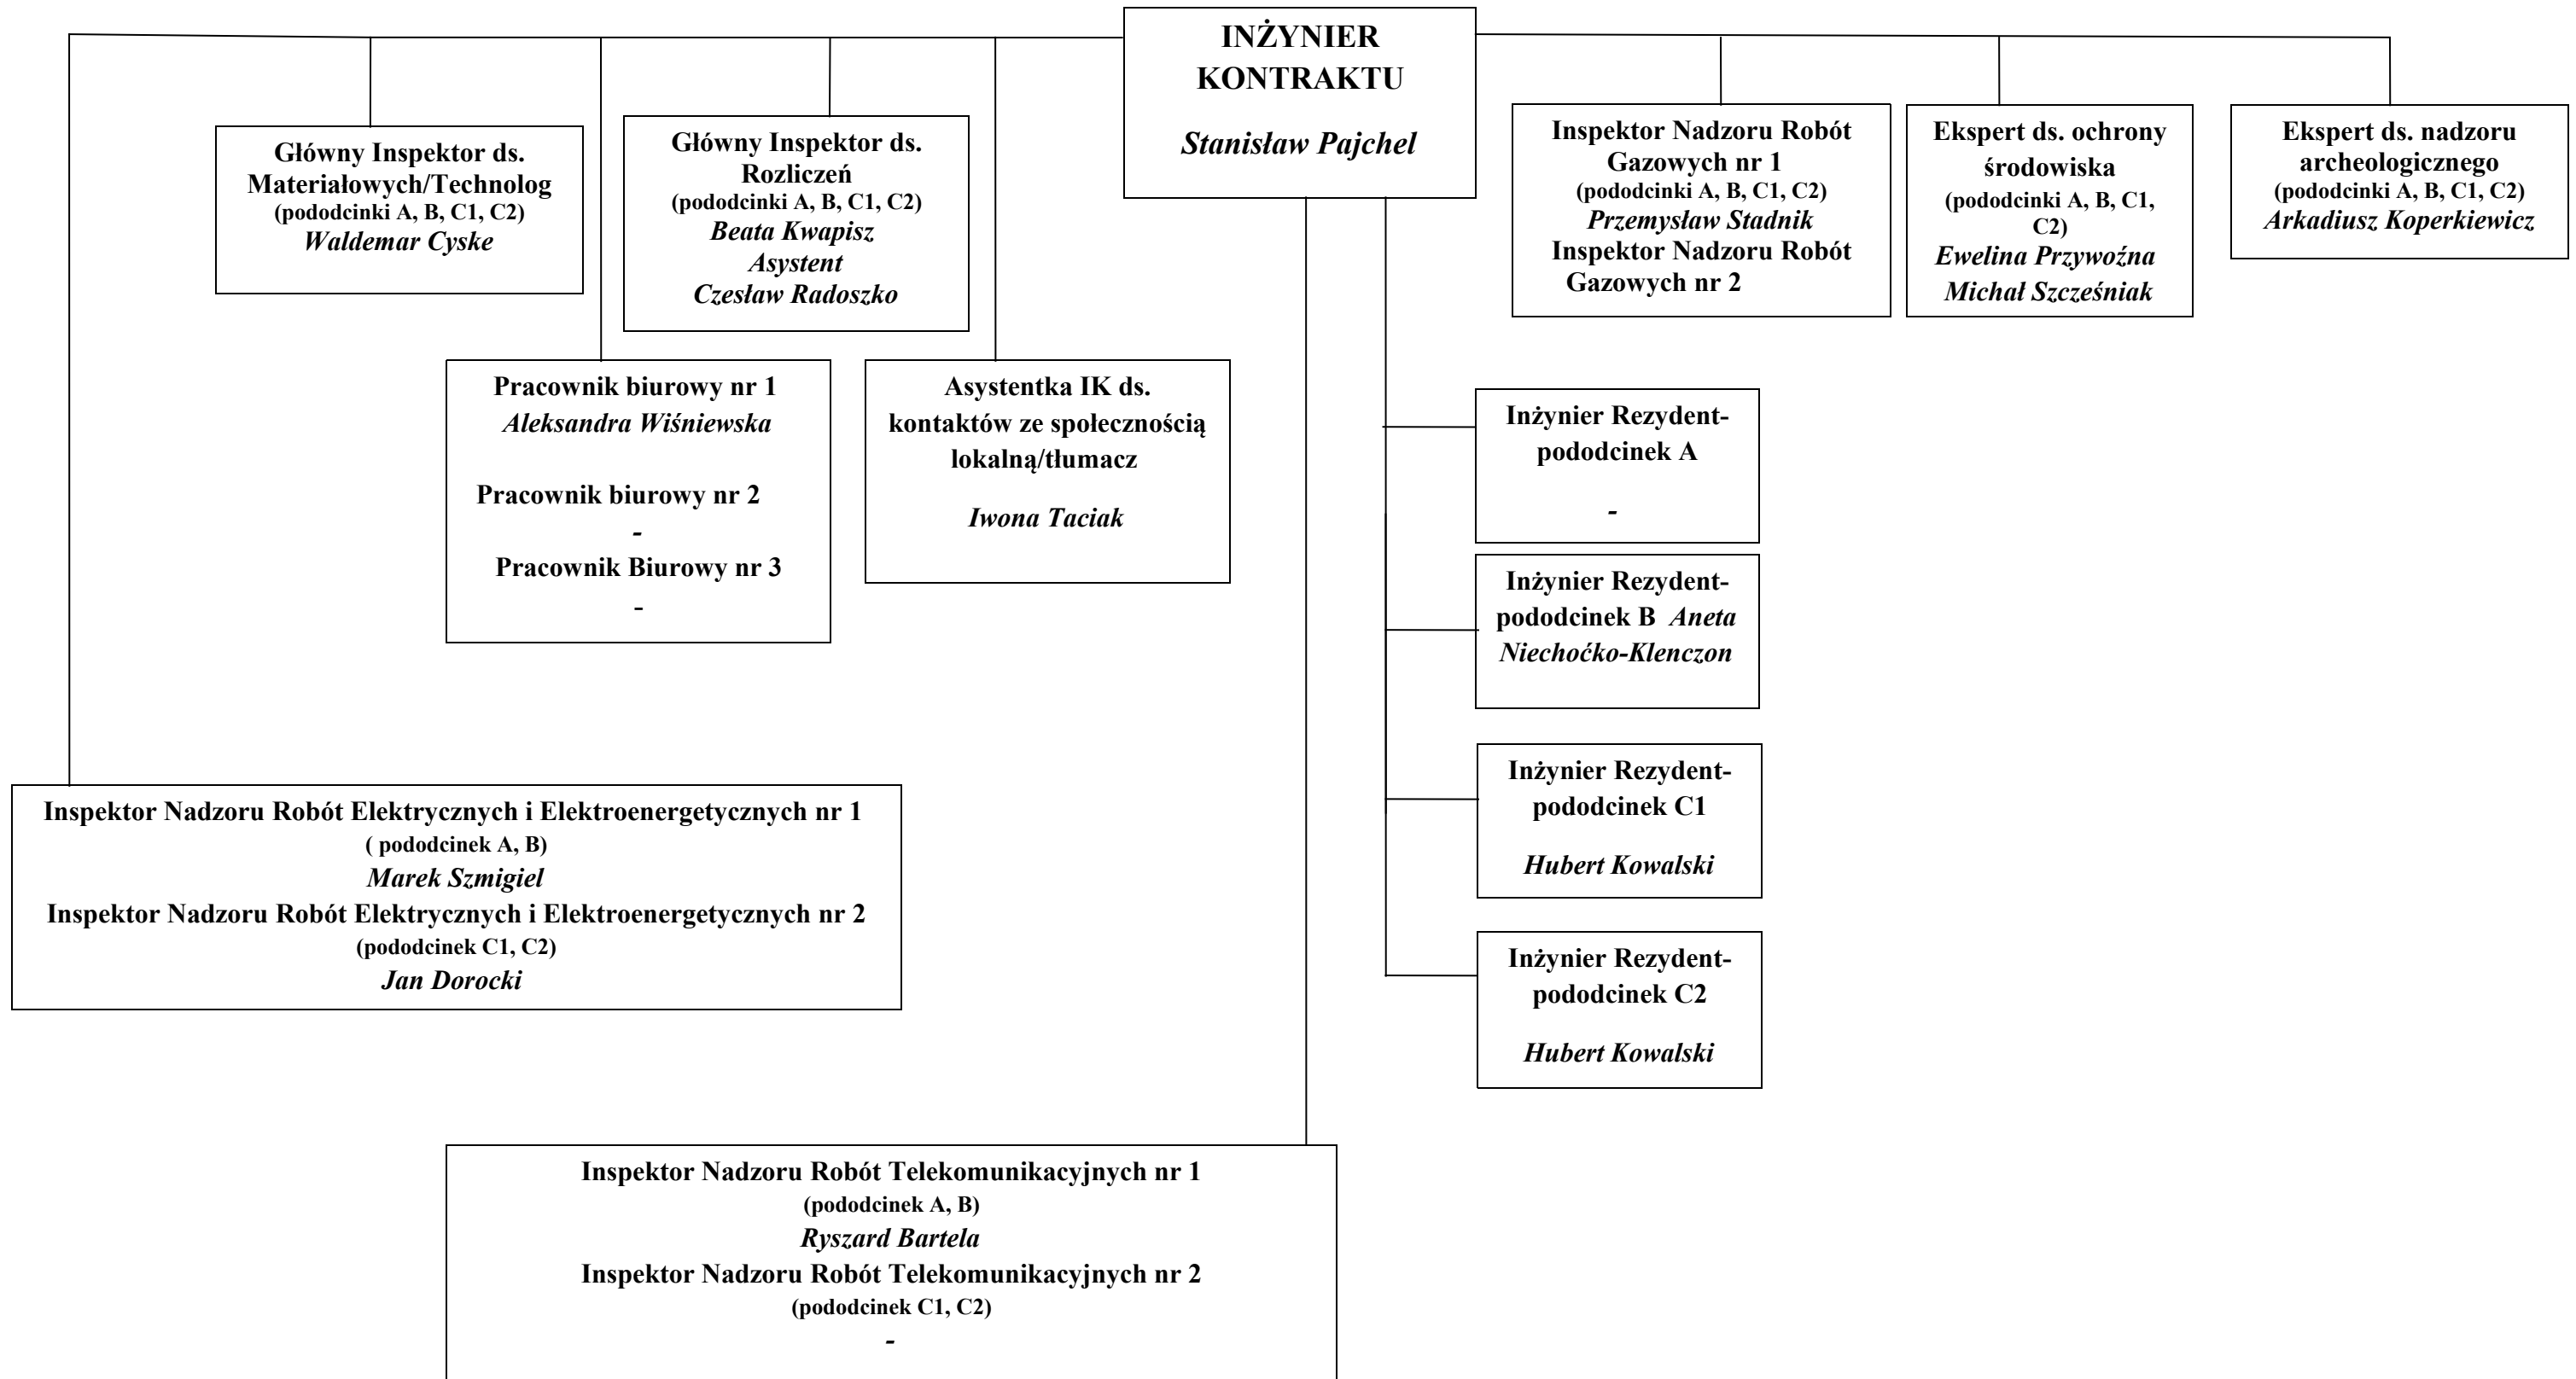 INŻYNIER
KONTRAKTU
Stanisław Pajchel
Główny Inspektor ds.
Materiałowych/Technolog
(pododcinki A, B, C1, C2)
Waldemar Cyske
Główny Inspektor ds.
Rozliczeń
(pododcinki A, B, C1, C2)
Beata Kwapisz
Asystent
Czesław Radoszko
Inspektor Nadzoru Robót
Gazowych nr 1
(pododcinki A, B, C1, C2)
Przemysław Stadnik
Inspektor Nadzoru Robót
Gazowych nr 2
Ekspert ds. ochrony
środowiska
(pododcinki A, B, C1,
C2)
Ewelina Przywoźna
Michał Szcześniak
Ekspert ds. nadzoru
archeologicznego
(pododcinki A, B, C1, C2)
Arkadiusz Koperkiewicz
Pracownik biurowy nr 1
Aleksandra Wiśniewska
Pracownik biurowy nr 2
-
Pracownik Biurowy nr 3
-
Asystentka IK ds.
kontaktów ze społecznością
lokalną/tłumacz
Iwona Taciak
Inżynier Rezydent-
pododcinek A
-
Inżynier Rezydent-
pododcinek B Aneta
Niechoćko-Klenczon
Inżynier Rezydent-
pododcinek C1
Hubert Kowalski
Inżynier Rezydent-
pododcinek C2
Hubert Kowalski
Inspektor Nadzoru Robót Elektrycznych i Elektroenergetycznych nr 1
( pododcinek A, B)
Marek Szmigiel
Inspektor Nadzoru Robót Elektrycznych i Elektroenergetycznych nr 2
(pododcinek C1, C2)
Jan Dorocki
Inspektor Nadzoru Robót Telekomunikacyjnych nr 1
(pododcinek A, B)
Ryszard Bartela
Inspektor Nadzoru Robót Telekomunikacyjnych nr 2
(pododcinek C1, C2)
-